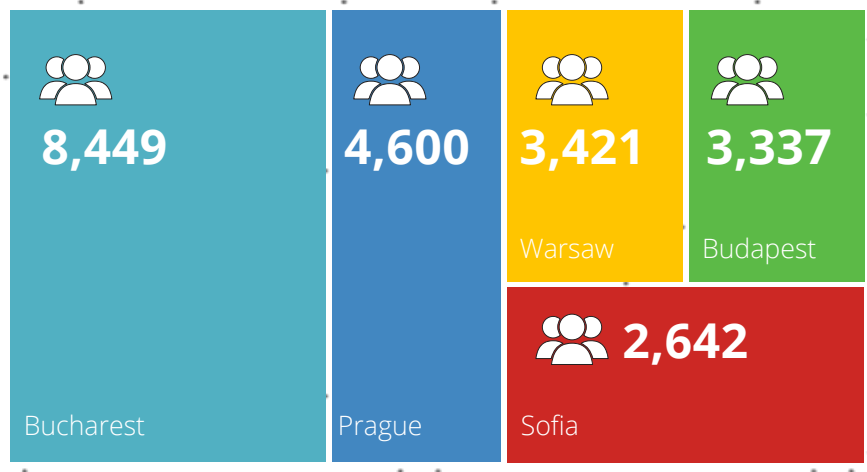 8,449
Bucharest
4,600
Prague
3,421
Warsaw
3,337
Budapest
2,642
Sofia